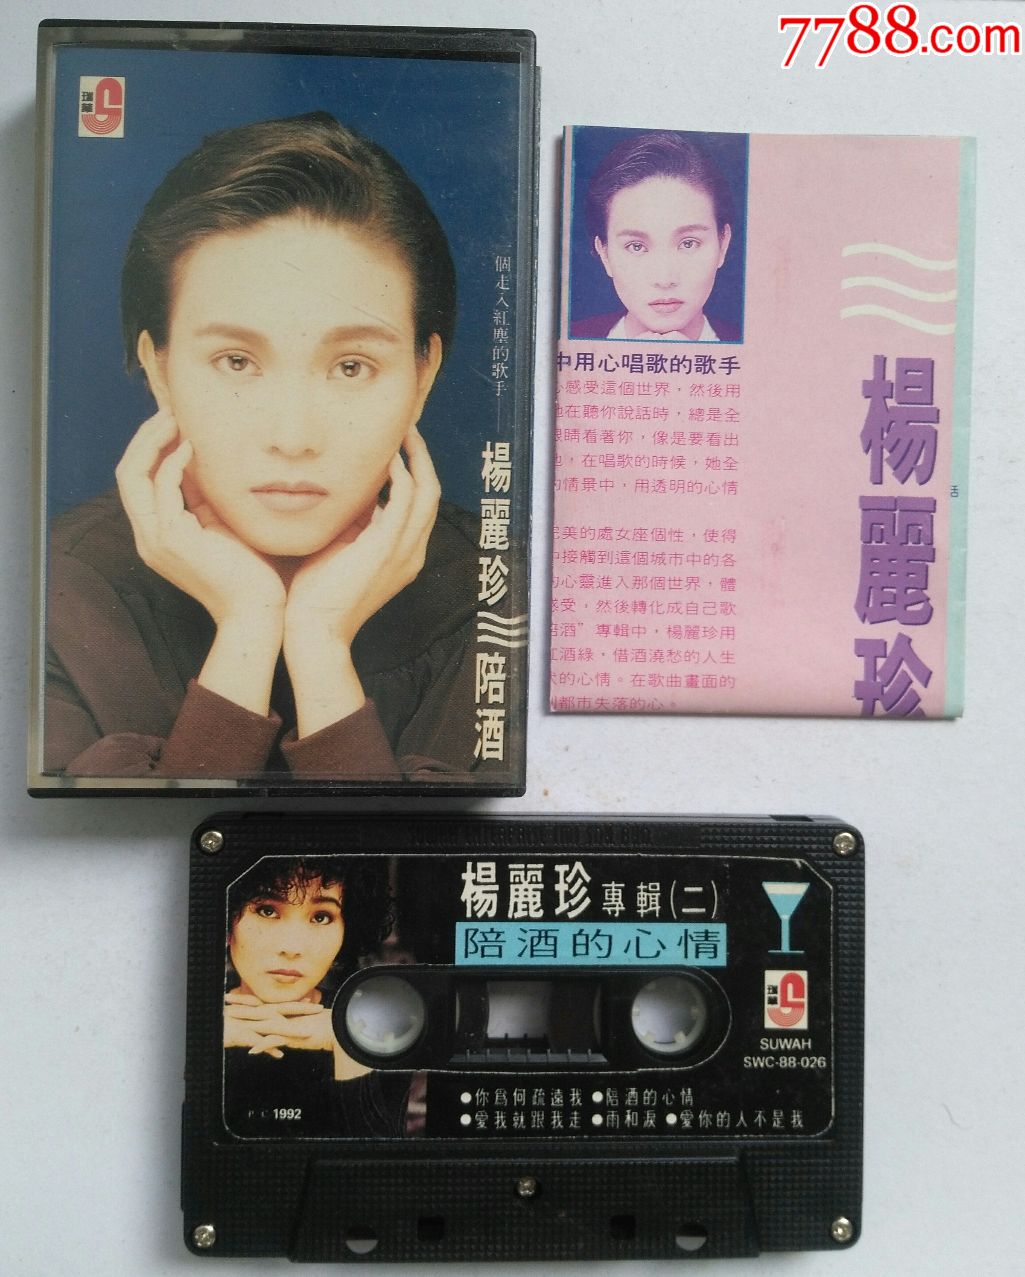 7788.com
瑞華
一個走入紅塵的歌手
楊麗珍
陪酒
中用心唱歌的歌手
心感受這個世界，然後用
她在聽你說話時，總是全
眼睛看著你，像是要看出
她，在唱歌的時候，她全
的情景中，用透明的心情
完美的處女座個性，使得
中接觸到這個城市中的各
的心靈進入那個世界，體
感受，然後轉化成自己歌
陪酒”專輯中，楊麗珍用
紅酒綠，借酒澆愁的人生
的心情。在歌曲畫面的
都市失落的心。
楊麗珍
活
楊麗珍專輯(二)
陪酒的心情
瑞華
SUWAH
SWC-88-026
●你為何疏遠我●陪酒的心情
●愛我就跟我走●雨和淚●愛你的人不是我
P C 1992